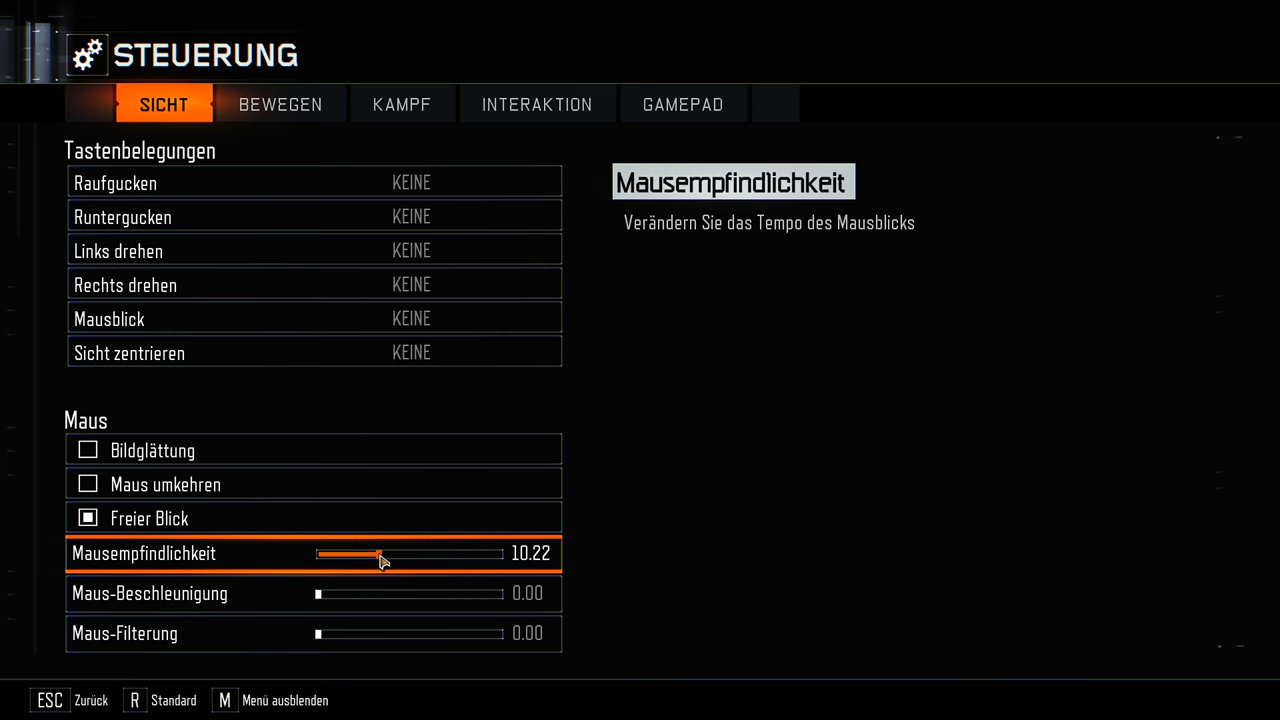 STEUERUNG
SICHT BEWEGEN KAMPF INTERAKTION GAMEPAD
Tastenbelegungen
Raufgucken KEINE
Runtergucken KEINE
Links drehen KEINE
Rechts drehen KEINE
Mausblick KEINE
Sicht zentrieren KEINE
Maus
Bildglättung
Maus umkehren
Freier Blick
Mausempfindlichkeit 10.22
Maus-Beschleunigung 0.00
Maus-Filterung 0.00
Mausempfindlichkeit
Verändern Sie das Tempo des Mausblicks
ESC Zurück R Standard M Menü ausblenden